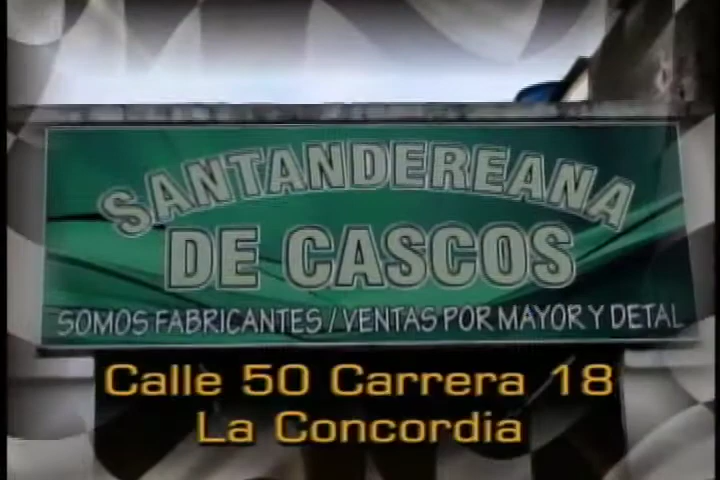 SANTANDEREANA
DE CASCOS
SOMOS FABRICANTES / VENTAS POR MAYOR Y DETAL
Calle 50 Carrera 18
La Concordia